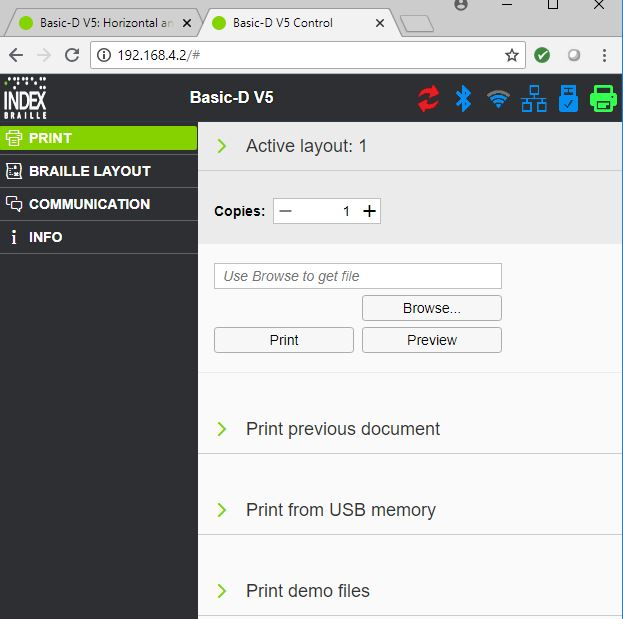 Basic-D V5: Horizontal an
Basic-D V5 Control
192.168.4.2/#
INDEX
BRAILLE
Basic-D V5
PRINT
BRAILLE LAYOUT
COMMUNICATION
INFO
Active layout: 1
Copies: 1
Use Browse to get file
Browse...
Print Preview
Print previous document
Print from USB memory
Print demo files